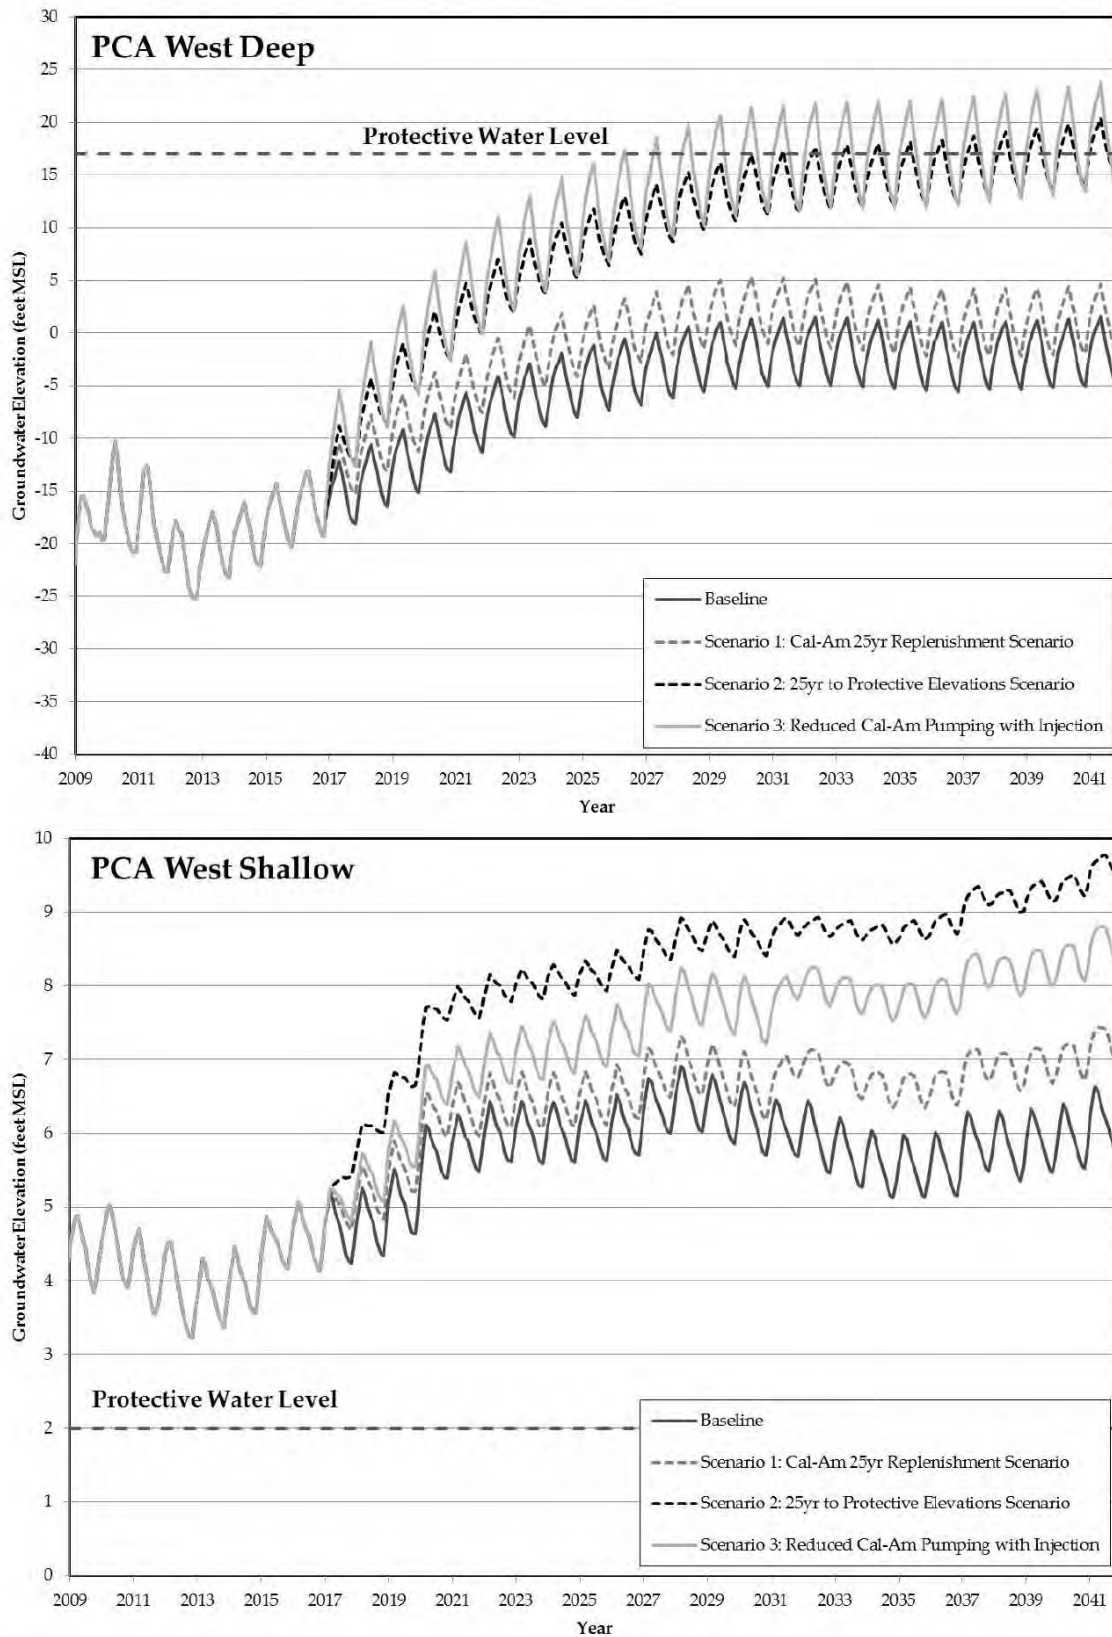 PCA West Deep
Protective Water Level
30
25
20
15
10
5
0
-5
-10
-15
-20
-25
-30
-35
-40
Groundwater Elevation (feet MSL)
Baseline
Scenario 1: Cal-Am 25yr Replenishment Scenario
Scenario 2: 25yr to Protective Elevations Scenario
Scenario 3: Reduced Cal-Am Pumping with Injection
2009 2011 2013 2015 2017 2019 2021 2023 2025 2027 2029 2031 2033 2035 2037 2039 2041
Year
PCA West Shallow
10
9
8
7
6
5
4
3
2
1
0
Groundwater Elevation (feet MSL)
Protective Water Level
Baseline
Scenario 1: Cal-Am 25yr Replenishment Scenario
Scenario 2: 25yr to Protective Elevations Scenario
Scenario 3: Reduced Cal-Am Pumping with Injection
2009 2011 2013 2015 2017 2019 2021 2023 2025 2027 2029 2031 2033 2035 2037 2039 2041
Year